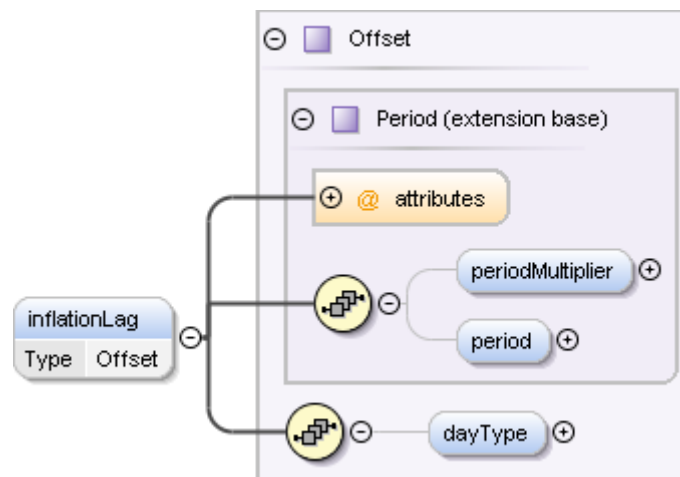 Offset
Period (extension base)
@ attributes
periodMultiplier
period
inflationLag
Type Offset
dayType